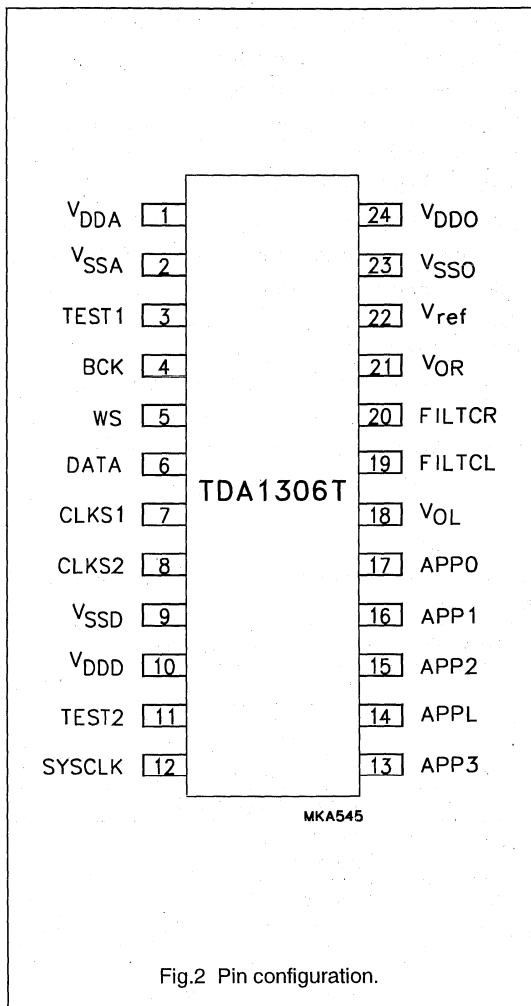 VDDA 1 24 VDDO
VSSA 2 23 VSSO
TEST1 3 22 Vref
BCK 4 21 VOR
WS 5 20 FILTCR
DATA 6 19 FILTCL
TDA1306T
CLKS1 7 18 VOL
CLKS2 8 17 APP0
VSSD 9 16 APP1
VDDD 10 15 APP2
TEST2 11 14 APPL
SYSCLK 12 13 APP3
MKA545
Fig.2 Pin configuration.